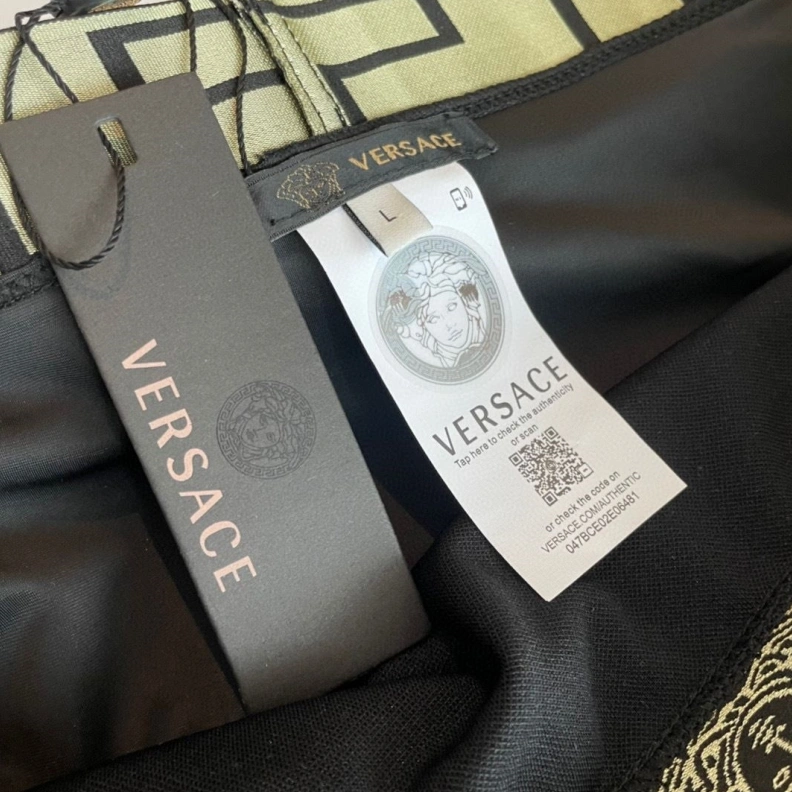 VERSACE
L
VERSACE
VERSACE
Tap here to check the authenticity
or scan
or check the code on
VERSACE.COM/AUTHENTIC
047BCE02E06481